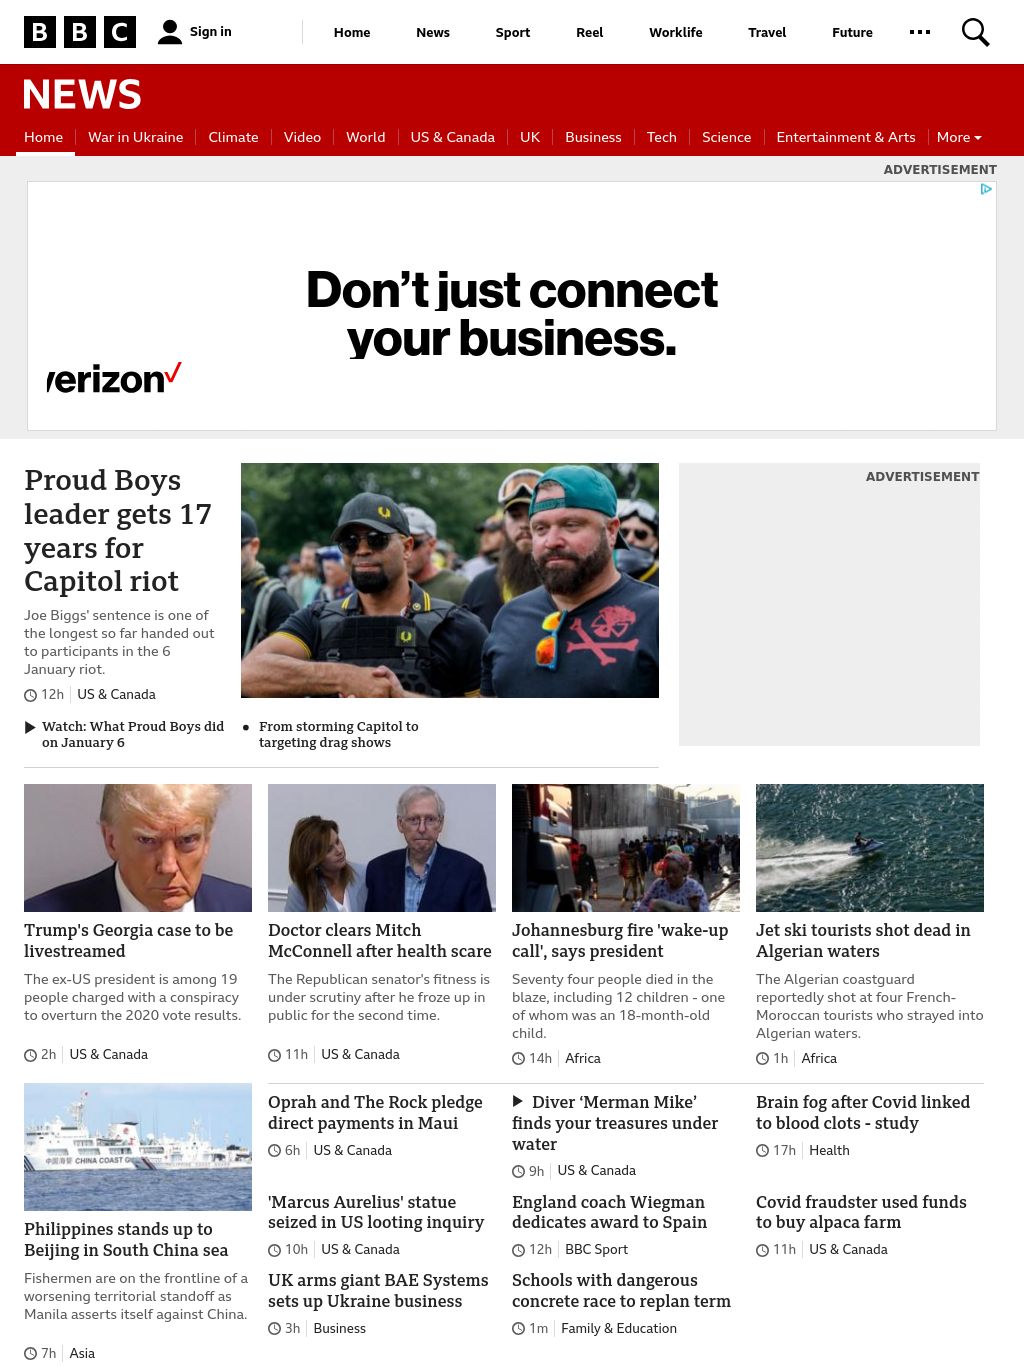 BBC
Sign in
Home
News
Sport
Reel
Worklife
Travel
Future
NEWS
Home
War in Ukraine
Climate
Video
World
US & Canada
UK
Business
Tech
Science
Entertainment & Arts
More
ADVERTISEMENT
Don’t just connect
your business.
verizon
Proud Boys
leader gets 17
years for
Capitol riot
Joe Biggs' sentence is one of
the longest so far handed out
to participants in the 6
January riot.
12h
US & Canada
Watch: What Proud Boys did
on January 6
From storming Capitol to
targeting drag shows
ADVERTISEMENT
Trump's Georgia case to be
livestreamed
The ex-US president is among 19
people charged with a conspiracy
to overturn the 2020 vote results.
2h
US & Canada
Doctor clears Mitch
McConnell after health scare
The Republican senator's fitness is
under scrutiny after he froze up in
public for the second time.
11h
US & Canada
Johannesburg fire 'wake-up
call', says president
Seventy four people died in the
blaze, including 12 children - one
of whom was an 18-month-old
child.
14h
Africa
Jet ski tourists shot dead in
Algerian waters
The Algerian coastguard
reportedly shot at four French-
Moroccan tourists who strayed into
Algerian waters.
1h
Africa
中国海警 CHINA COAST GUARD
Philippines stands up to
Beijing in South China sea
Fishermen are on the frontline of a
worsening territorial standoff as
Manila asserts itself against China.
7h
Asia
Oprah and The Rock pledge
direct payments in Maui
6h
US & Canada
Diver ‘Merman Mike’
finds your treasures under
water
9h
US & Canada
Brain fog after Covid linked
to blood clots - study
17h
Health
'Marcus Aurelius' statue
seized in US looting inquiry
10h
US & Canada
England coach Wiegman
dedicates award to Spain
12h
BBC Sport
Covid fraudster used funds
to buy alpaca farm
11h
US & Canada
UK arms giant BAE Systems
sets up Ukraine business
3h
Business
Schools with dangerous
concrete race to replan term
1m
Family & Education